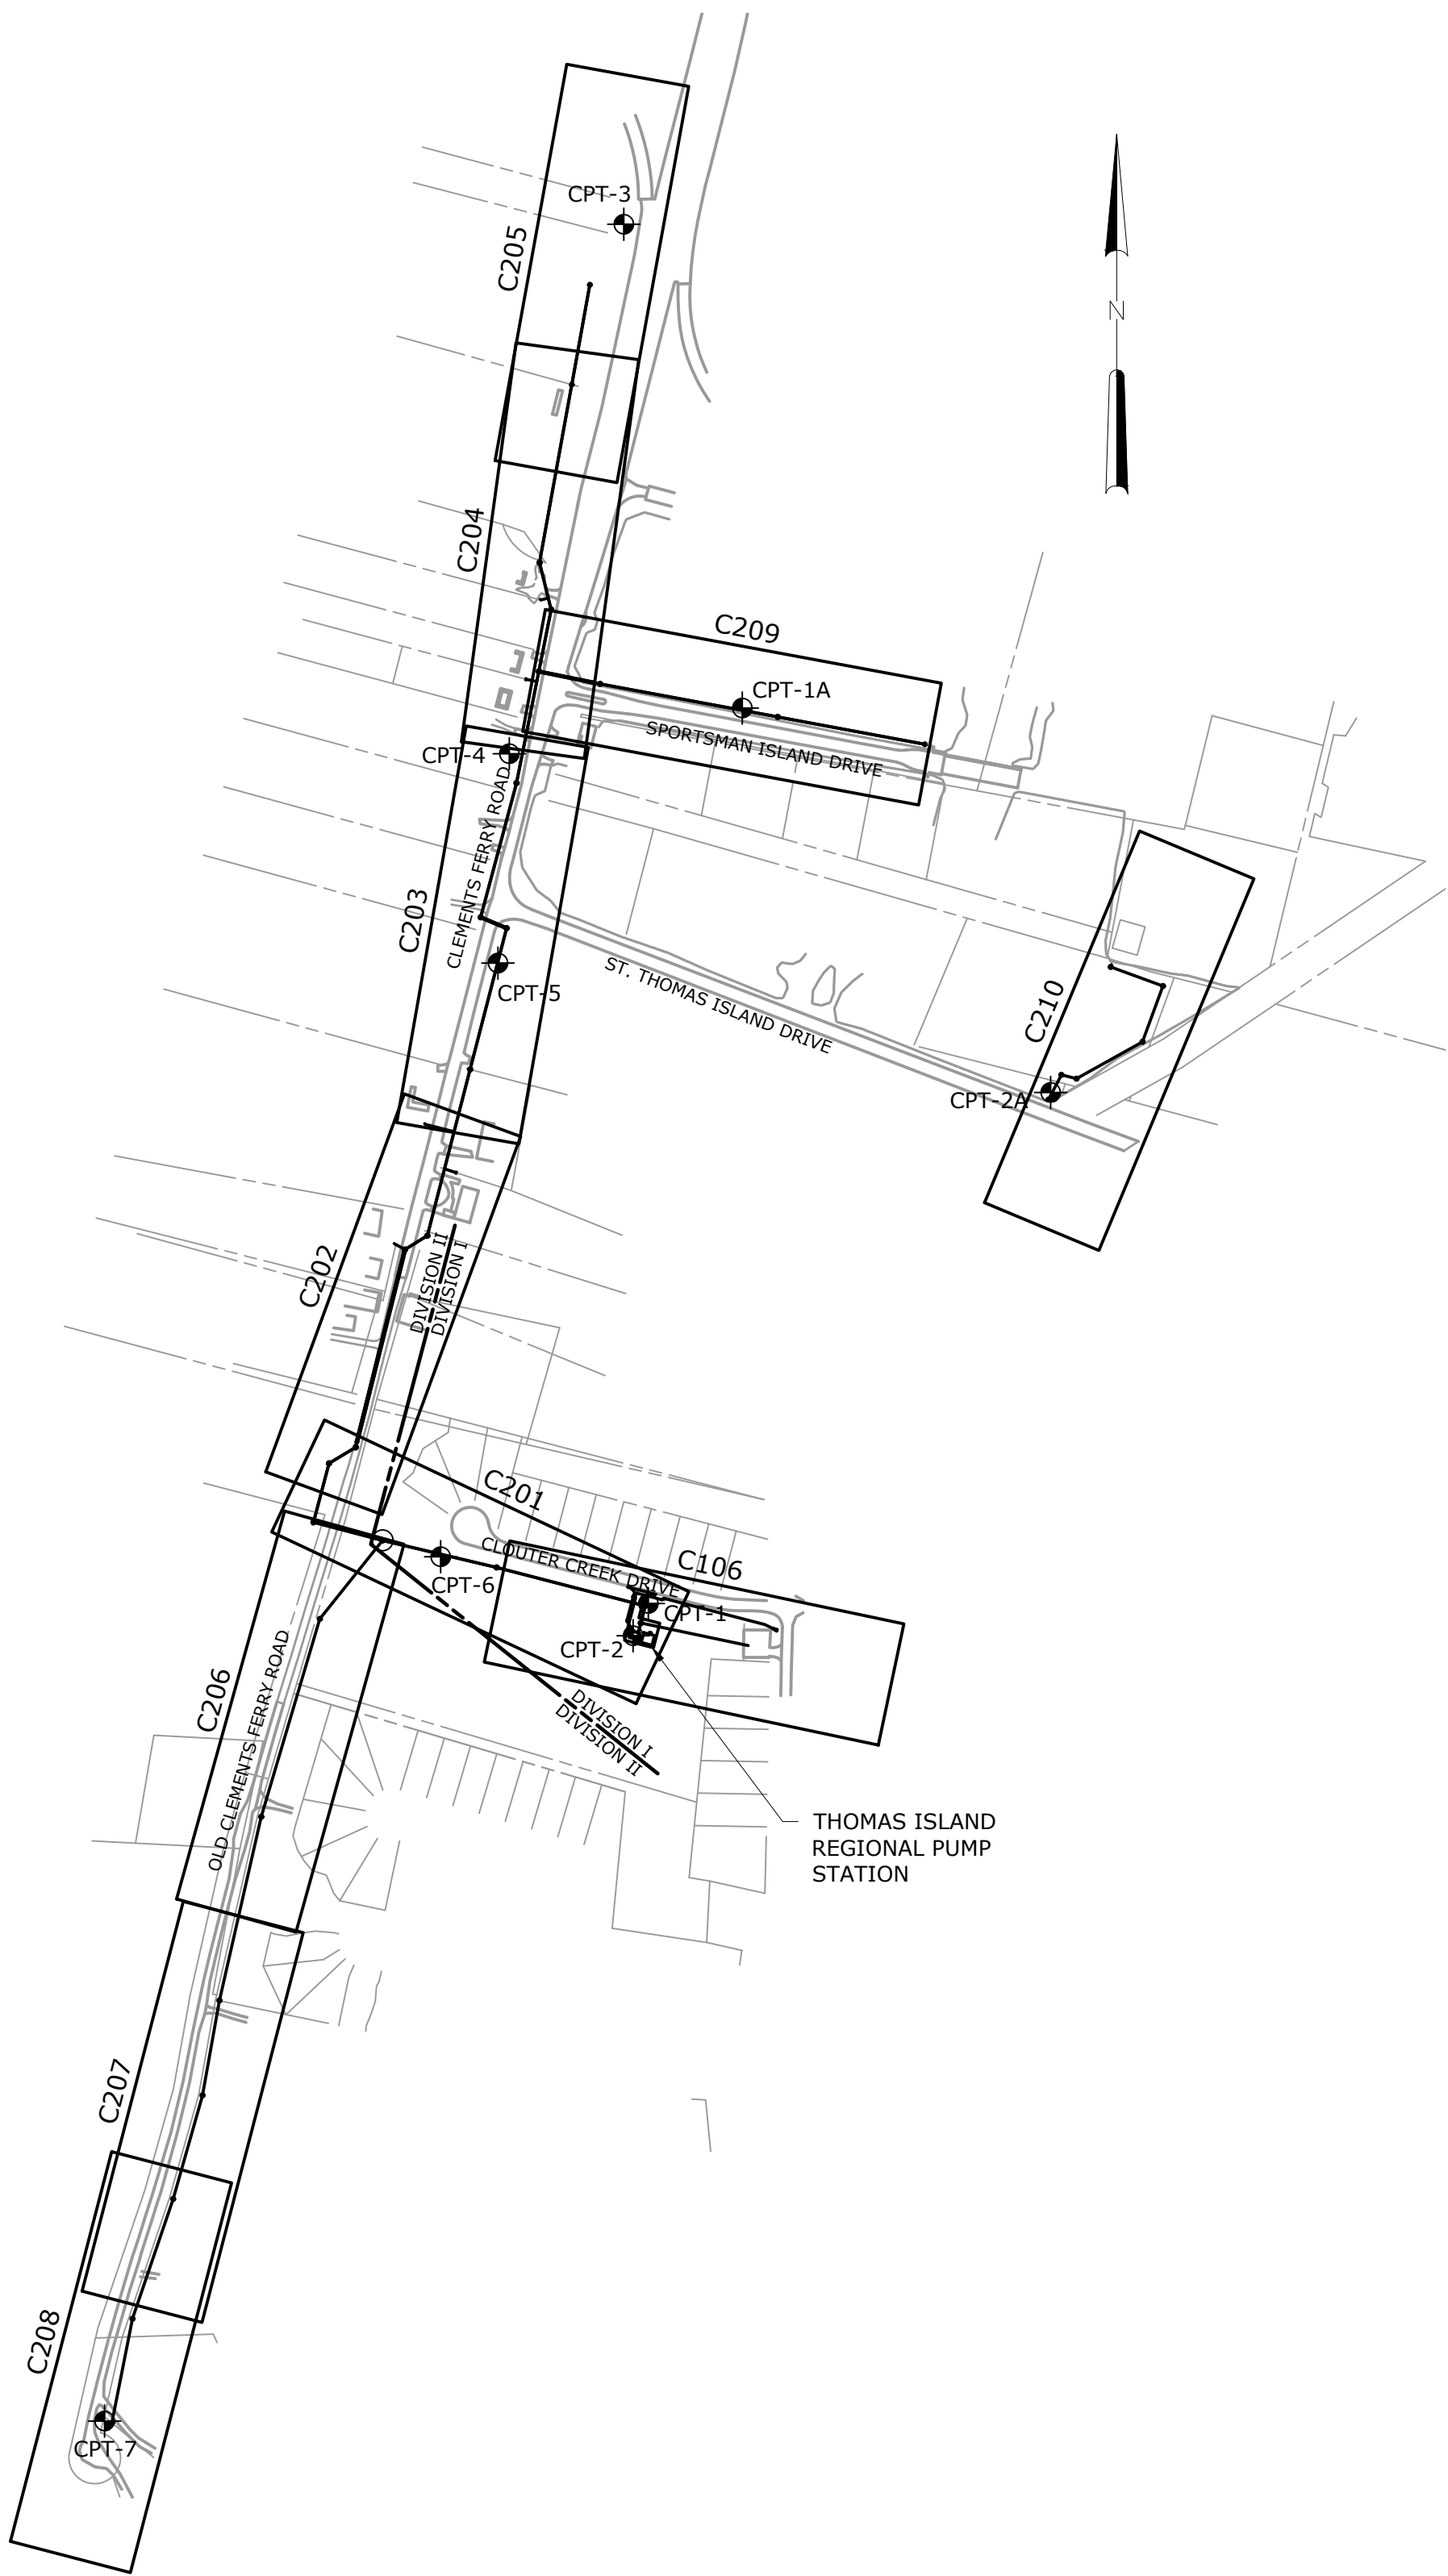 CPT-3
C205
N
C204
C209
CPT-1A
SPORTSMAN ISLAND DRIVE
CPT-4
CLEMENTS FERRY ROAD
C203
CPT-5
ST. THOMAS ISLAND DRIVE
C210
CPT-2A
C202
DIVISION II
DIVISION I
C201
CLOUTER CREEK DRIVE
C106
CPT-6
CPT-1
CPT-2
C206
OLD CLEMENTS FERRY ROAD
DIVISION I
DIVISION II
THOMAS ISLAND
REGIONAL PUMP
STATION
C207
C208
CPT-7